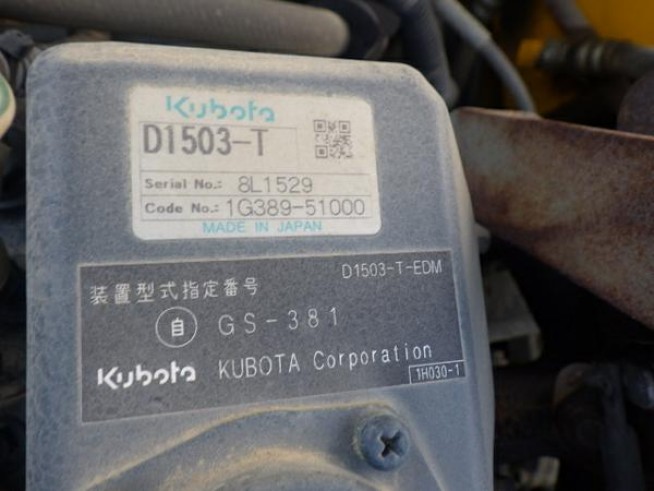 Kubota
D1503-T
Serial No.: 8L1529
Code No.: 1G389-51000
MADE IN JAPAN
装置型式指定番号 D1503-T-EDM
自 GS-381
Kubota KUBOTA Corporation
1H030-1